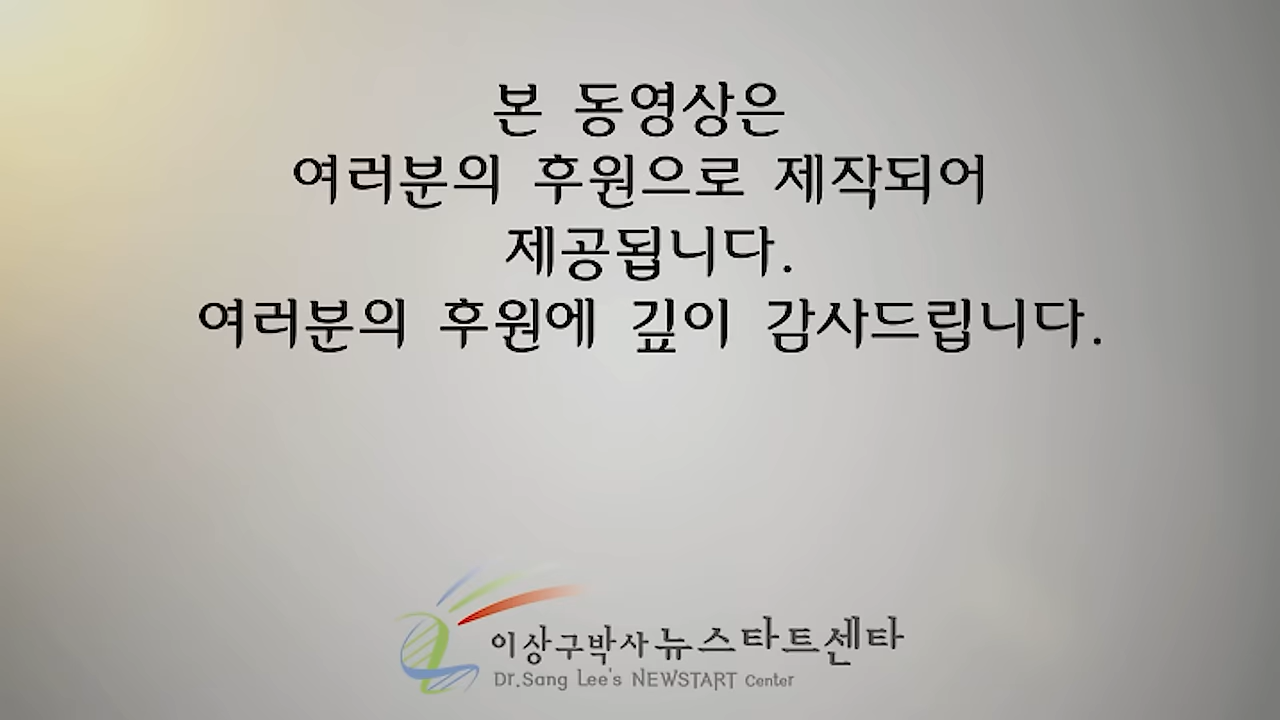 본 동영상은
여러분의 후원으로 제작되어
제공됩니다.
여러분의 후원에 깊이 감사드립니다.
이상구박사뉴스타트센타
Dr.Sang Lee's NEWSTART Center